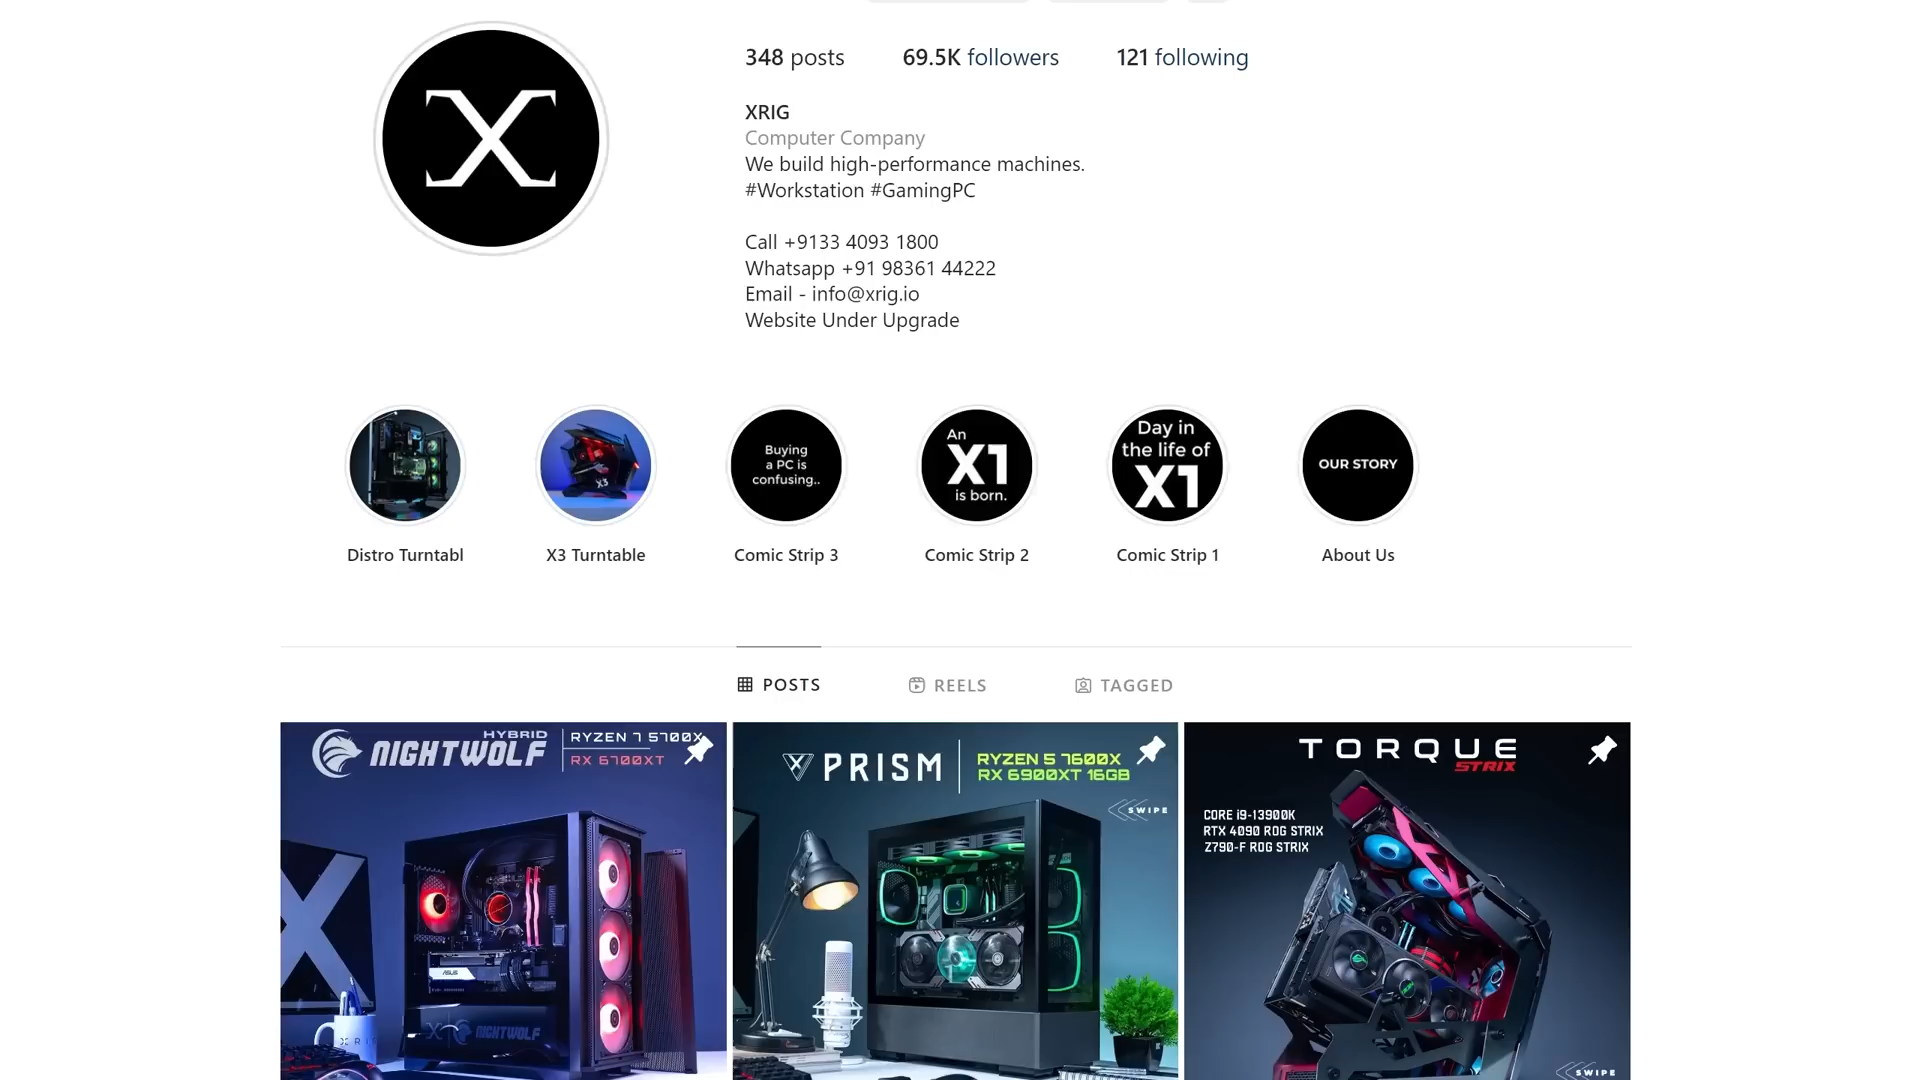 X
348 posts 69.5K followers 121 following
XRIG
Computer Company
We build high-performance machines.
#Workstation #GamingPC
Call +9133 4093 1800
Whatsapp +91 98361 44222
Email - info@xrig.io
Website Under Upgrade
X3
Buying
a PC is
confusing..
An
X1
is born.
Day in
the life of
X1
OUR STORY
Distro Turntabl
X3 Turntable
Comic Strip 3
Comic Strip 2
Comic Strip 1
About Us
POSTS
REELS
TAGGED
HYBRID
NIGHTWOLF
RYZEN 7 5700X
RX 6700XT
ASUS
NIGHTWOLF
PRISM
RYZEN 5 7600X
RX 6900XT 16GB
SWIPE
TORQUE
STRIX
CORE i9-13900K
RTX 4090 ROG STRIX
Z790-F ROG STRIX
SWIPE